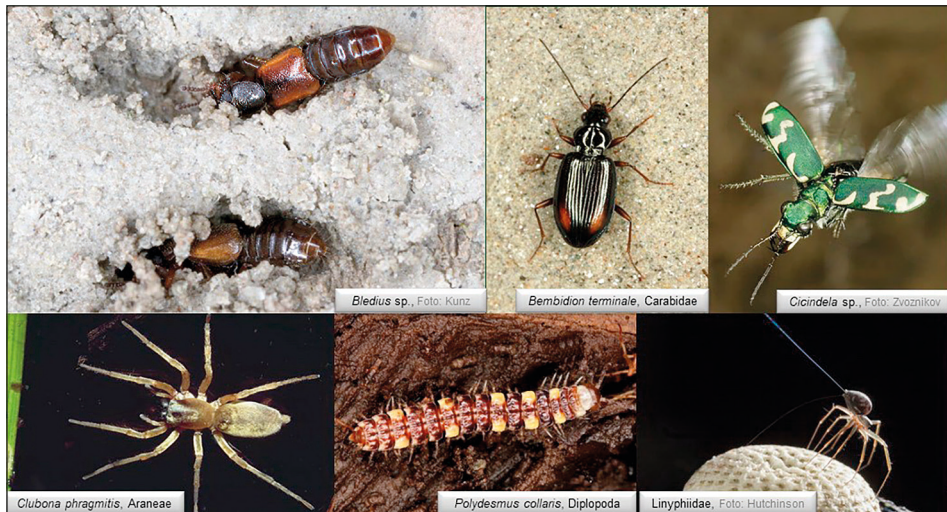 Bledius sp., Foto: Kunz
Bembidion terminale, Carabidae
Cicindela sp., Foto: Zvoznikov
Clubona phragmitis, Araneae
Polydesmus collaris, Diplopoda
Linyphiidae, Foto: Hutchinson